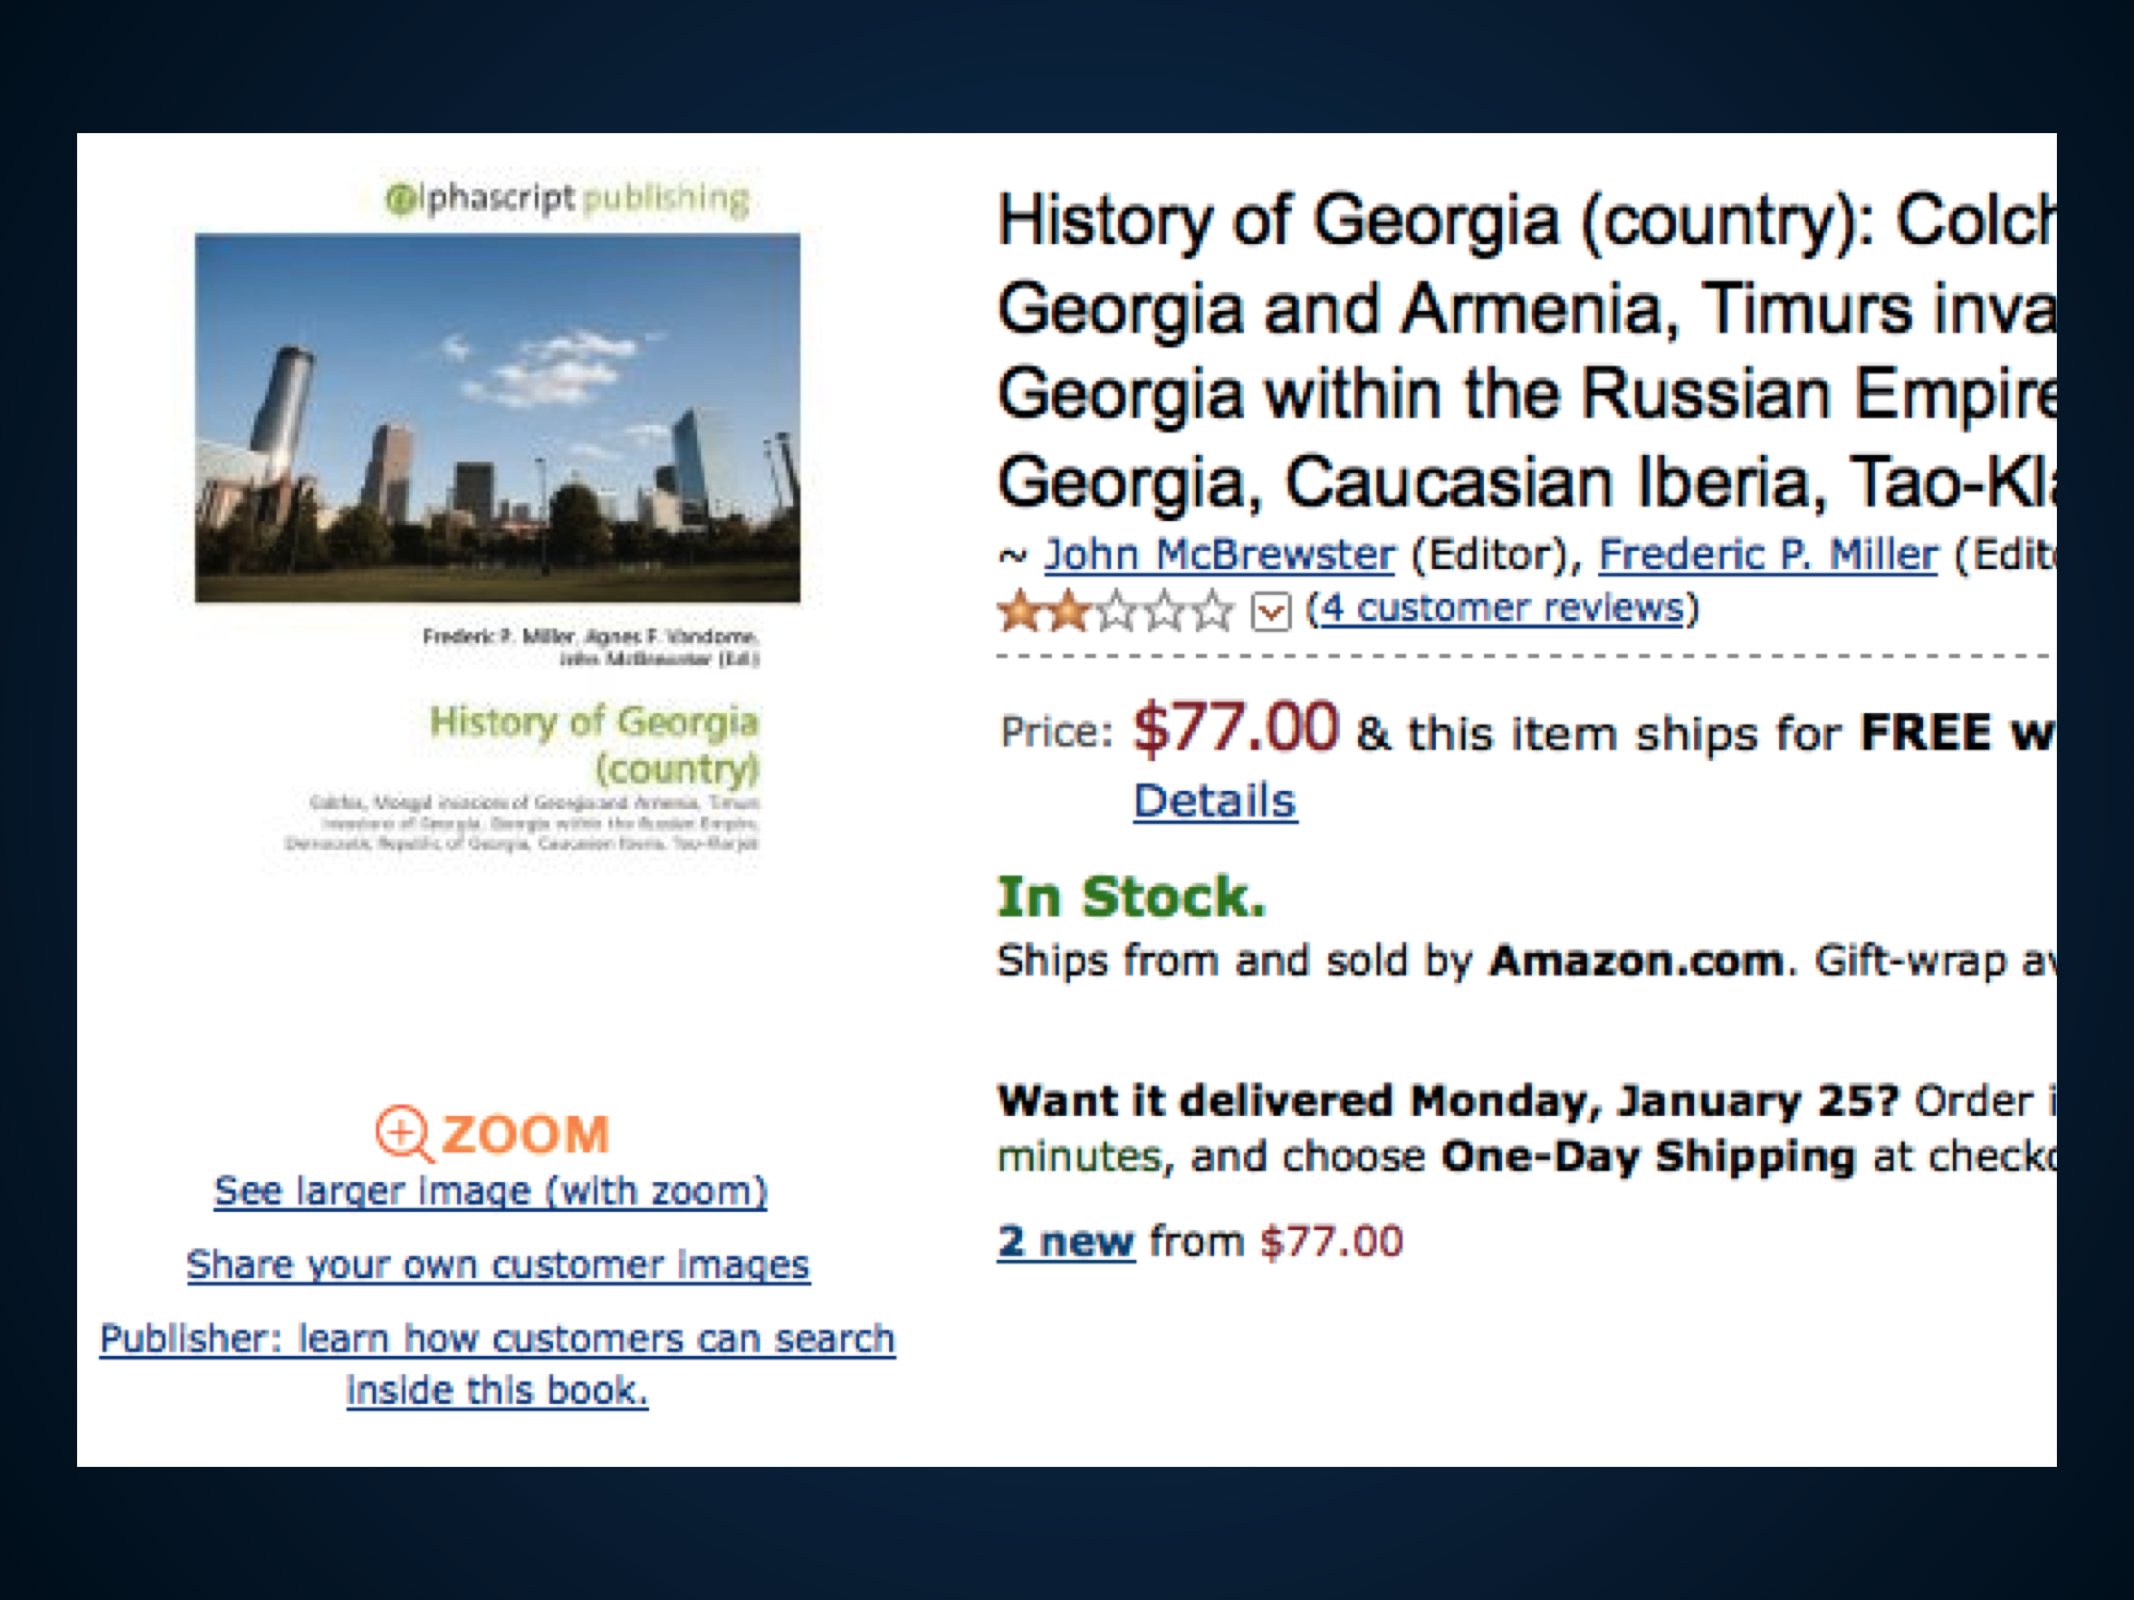 @lphascript publishing
Frederic P. Miller, Agnes F. Vandome,
John McBrewster (Ed.)
History of Georgia
(country)
Colchis, Mongol invasions of Georgia and Armenia, Timurs
invasions of Georgia, Georgia within the Russian Empire,
Democratic Republic of Georgia, Caucasian Iberia, Tao-Klarjeti
ZOOM
See larger image (with zoom)
Share your own customer images
Publisher: learn how customers can search
inside this book.
History of Georgia (country): Colch
Georgia and Armenia, Timurs inva
Georgia within the Russian Empire
Georgia, Caucasian Iberia, Tao-Kla
~ John McBrewster (Editor), Frederic P. Miller (Edito
(4 customer reviews)
Price: $77.00 & this item ships for FREE w
Details
In Stock.
Ships from and sold by Amazon.com. Gift-wrap av
Want it delivered Monday, January 25? Order i
minutes, and choose One-Day Shipping at checko
2 new from $77.00